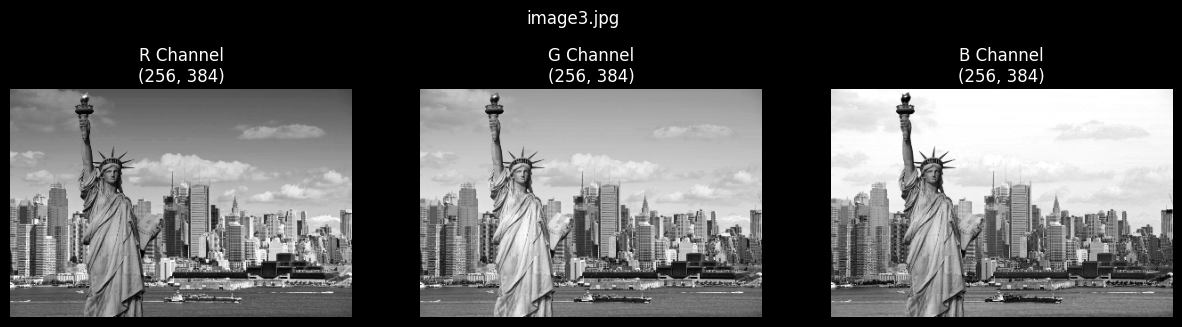 image3.jpg
R Channel
(256, 384)
G Channel
(256, 384)
B Channel
(256, 384)